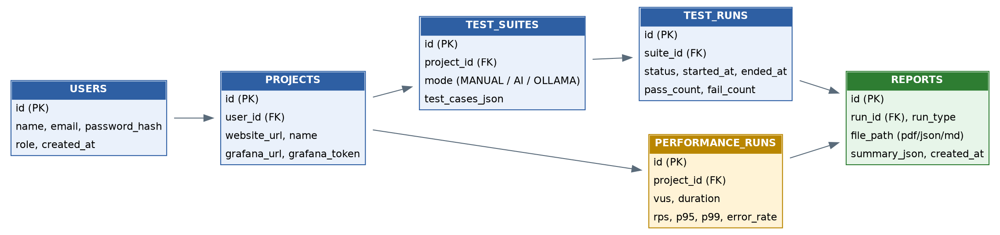 USERS
id (PK)
name, email, password_hash
role, created_at
PROJECTS
id (PK)
user_id (FK)
website_url, name
grafana_url, grafana_token
TEST_SUITES
id (PK)
project_id (FK)
mode (MANUAL / AI / OLLAMA)
test_cases_json
TEST_RUNS
id (PK)
suite_id (FK)
status, started_at, ended_at
pass_count, fail_count
PERFORMANCE_RUNS
id (PK)
project_id (FK)
vus, duration
rps, p95, p99, error_rate
REPORTS
id (PK)
run_id (FK), run_type
file_path (pdf/json/md)
summary_json, created_at